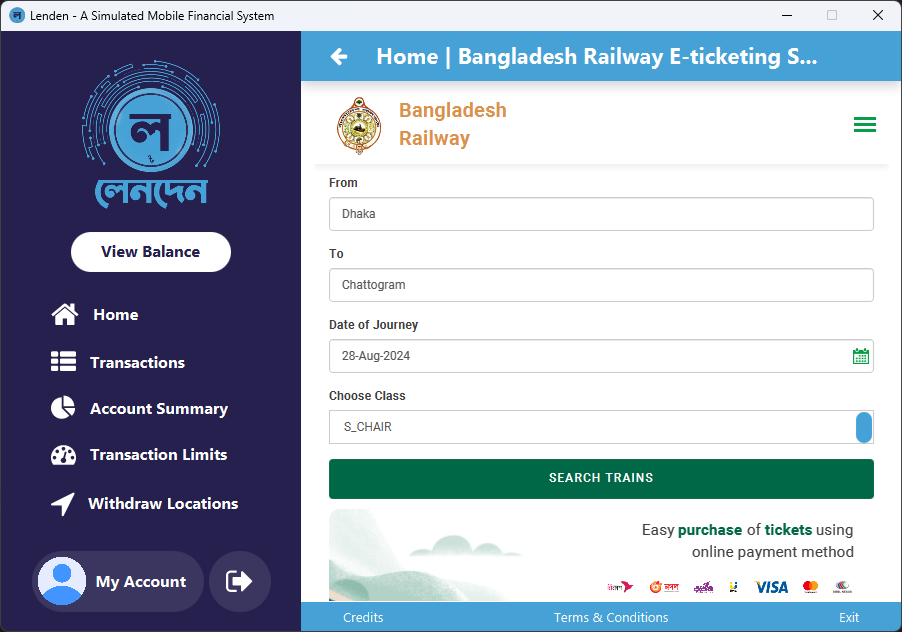 Lenden - A Simulated Mobile Financial System
ল
লেনদেন
View Balance
Home
Transactions
Account Summary
Transaction Limits
Withdraw Locations
My Account
Home | Bangladesh Railway E-ticketing S...
Bangladesh
Railway
From
Dhaka
To
Chattogram
Date of Journey
28-Aug-2024
Choose Class
S_CHAIR
SEARCH TRAINS
Easy purchase of tickets using
online payment method
VISA
Credits
Terms & Conditions
Exit